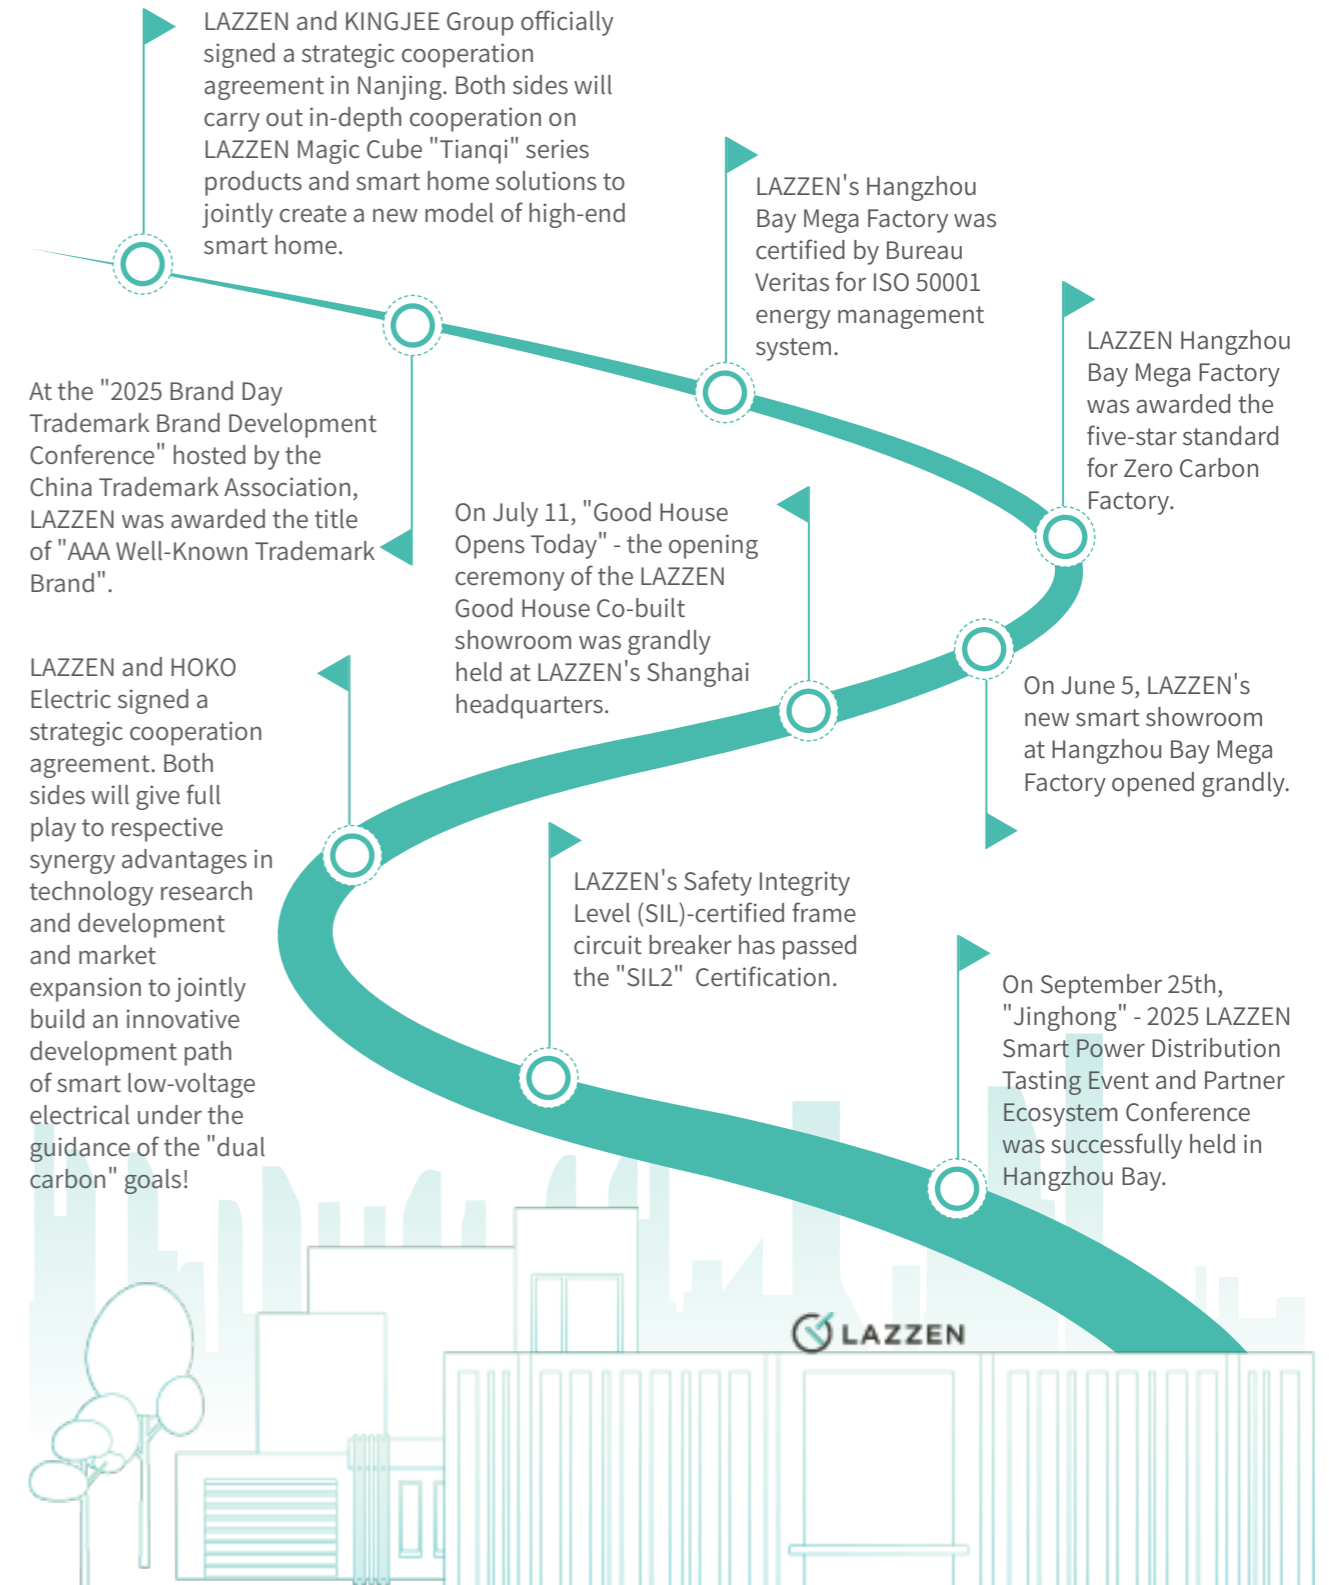 LAZZEN and KINGJEE Group officially
signed a strategic cooperation
agreement in Nanjing. Both sides will
carry out in-depth cooperation on
LAZZEN Magic Cube "Tianqi" series
products and smart home solutions to
jointly create a new model of high-end
smart home.
At the "2025 Brand Day
Trademark Brand Development
Conference" hosted by the
China Trademark Association,
LAZZEN was awarded the title
of "AAA Well-Known Trademark
Brand".
LAZZEN's Hangzhou
Bay Mega Factory was
certified by Bureau
Veritas for ISO 50001
energy management
system.
LAZZEN Hangzhou
Bay Mega Factory
was awarded the
five-star standard
for Zero Carbon
Factory.
On June 5, LAZZEN's
new smart showroom
at Hangzhou Bay Mega
Factory opened grandly.
On July 11, "Good House
Opens Today" - the opening
ceremony of the LAZZEN
Good House Co-built
showroom was grandly
held at LAZZEN's Shanghai
headquarters.
LAZZEN and HOKO
Electric signed a
strategic cooperation
agreement. Both
sides will give full
play to respective
synergy advantages in
technology research
and development
and market
expansion to jointly
build an innovative
development path
of smart low-voltage
electrical under the
guidance of the "dual
carbon" goals!
LAZZEN's Safety Integrity
Level (SIL)-certified frame
circuit breaker has passed
the "SIL2" Certification.
On September 25th,
"Jinghong" - 2025 LAZZEN
Smart Power Distribution
Tasting Event and Partner
Ecosystem Conference
was successfully held in
Hangzhou Bay.
LAZZEN